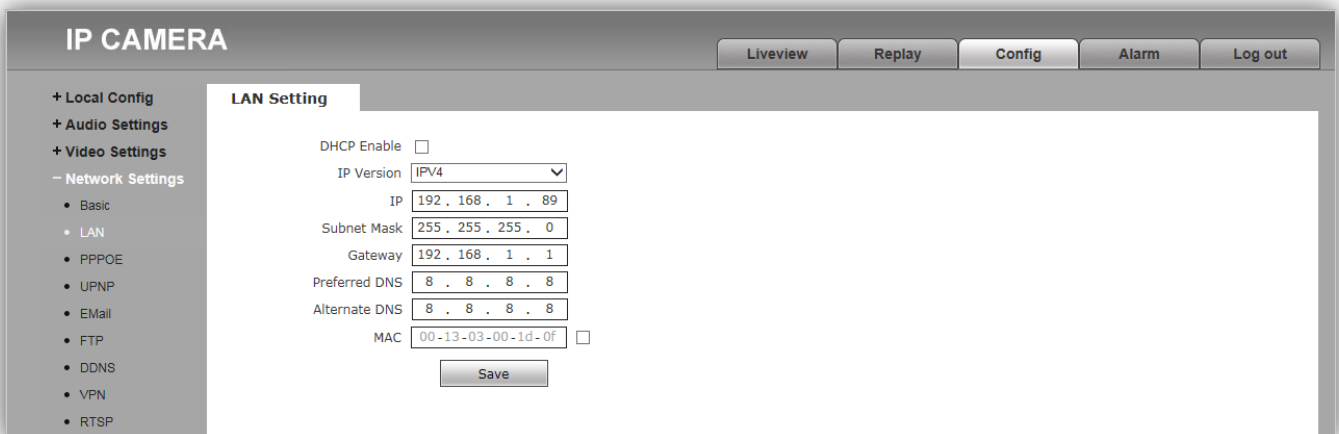 IP CAMERA
Liveview Replay Config Alarm Log out
+ Local Config
+ Audio Settings
+ Video Settings
− Network Settings
• Basic
• LAN
• PPPOE
• UPNP
• EMail
• FTP
• DDNS
• VPN
• RTSP
LAN Setting
DHCP Enable
IP Version IPV4
IP 192 . 168 . 1 . 89
Subnet Mask 255 . 255 . 255 . 0
Gateway 192 . 168 . 1 . 1
Preferred DNS 8 . 8 . 8 . 8
Alternate DNS 8 . 8 . 8 . 8
MAC 00-13-03-00-1d-0f
Save